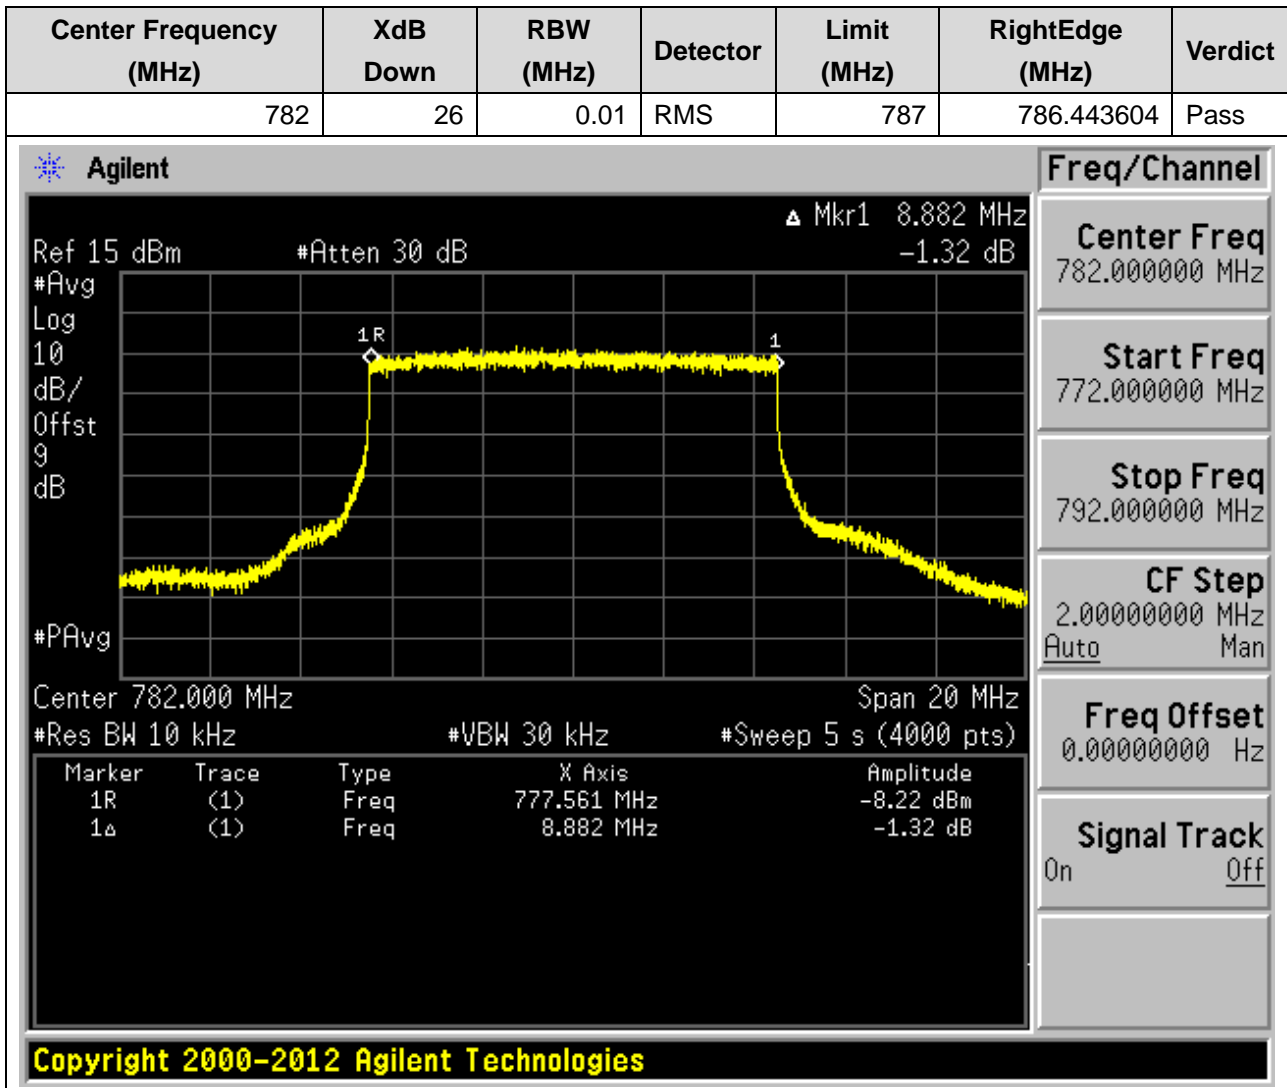 Center Frequency (MHz) XdB Down RBW (MHz) Detector Limit (MHz) RightEdge (MHz) Verdict
782 26 0.01 RMS 787 786.443604 Pass
Agilent
Freq/Channel
Δ Mkr1 8.882 MHz
Ref 15 dBm #Atten 30 dB -1.32 dB
#Avg
Log
10
dB/
Offst
9
dB
#PAvg
1R
1
Center 782.000 MHz Span 20 MHz
#Res BW 10 kHz #VBW 30 kHz #Sweep 5 s (4000 pts)
Marker Trace Type X Axis Amplitude
1R (1) Freq 777.561 MHz -8.22 dBm
1Δ (1) Freq 8.882 MHz -1.32 dB
Center Freq
782.000000 MHz
Start Freq
772.000000 MHz
Stop Freq
792.000000 MHz
CF Step
2.00000000 MHz
Auto Man
Freq Offset
0.00000000 Hz
Signal Track
On Off
Copyright 2000-2012 Agilent Technologies